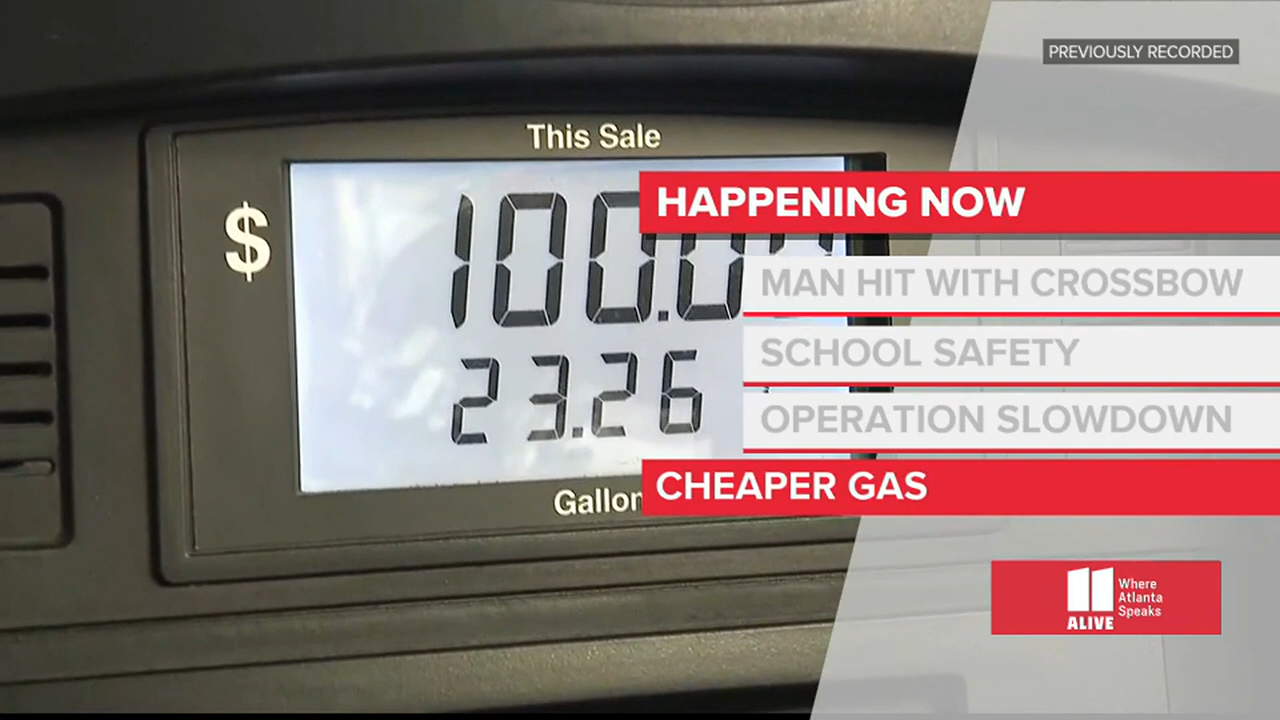 PREVIOUSLY RECORDED
This Sale
$
HAPPENING NOW
MAN HIT WITH CROSSBOW
SCHOOL SAFETY
23.26
OPERATION SLOWDOWN
CHEAPER GAS
11 ALIVE
Where
Atlanta
Speaks